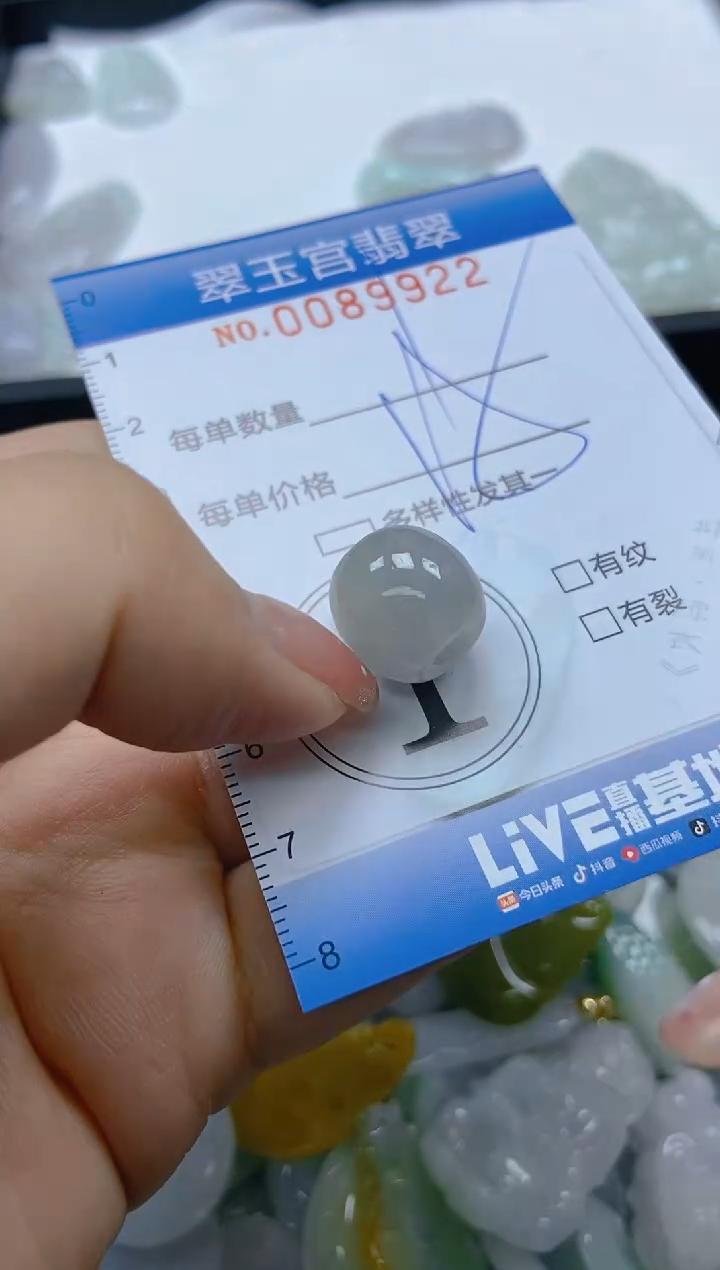 翠玉宫翡翠
NO.0089922
0
1
2
每单数量
每单价格
多样性发其一
有纹
有裂
6
7
8
LiVE直播基地
今日头条 抖音 西瓜视频